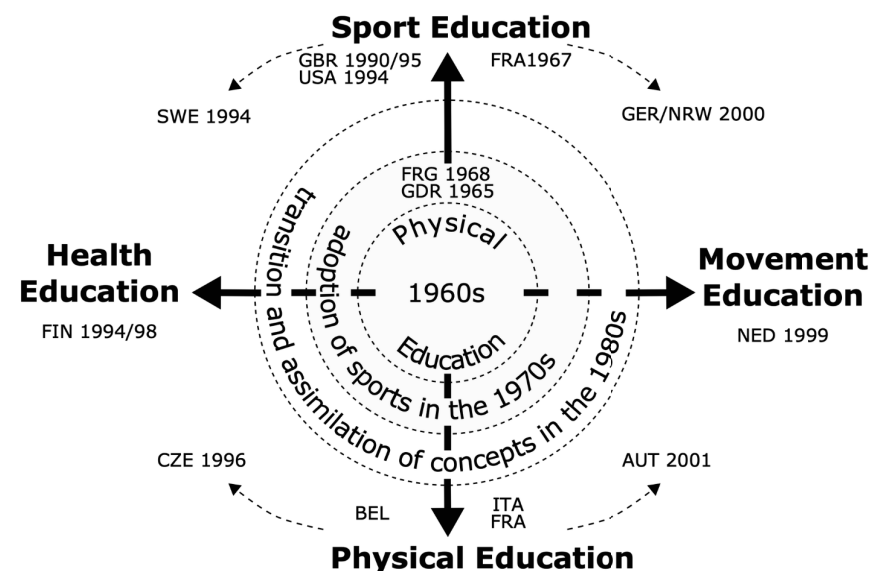 Sport Education
GBR 1990/95
USA 1994
FRA1967
SWE 1994
GER/NRW 2000
FRG 1968
GDR 1965
Physical
Education
1960s
adoption of sports in the 1970s
transition and assimilation of concepts in the 1980s
Health
Education
FIN 1994/98
Movement
Education
NED 1999
CZE 1996
AUT 2001
BEL
ITA
FRA
Physical Education